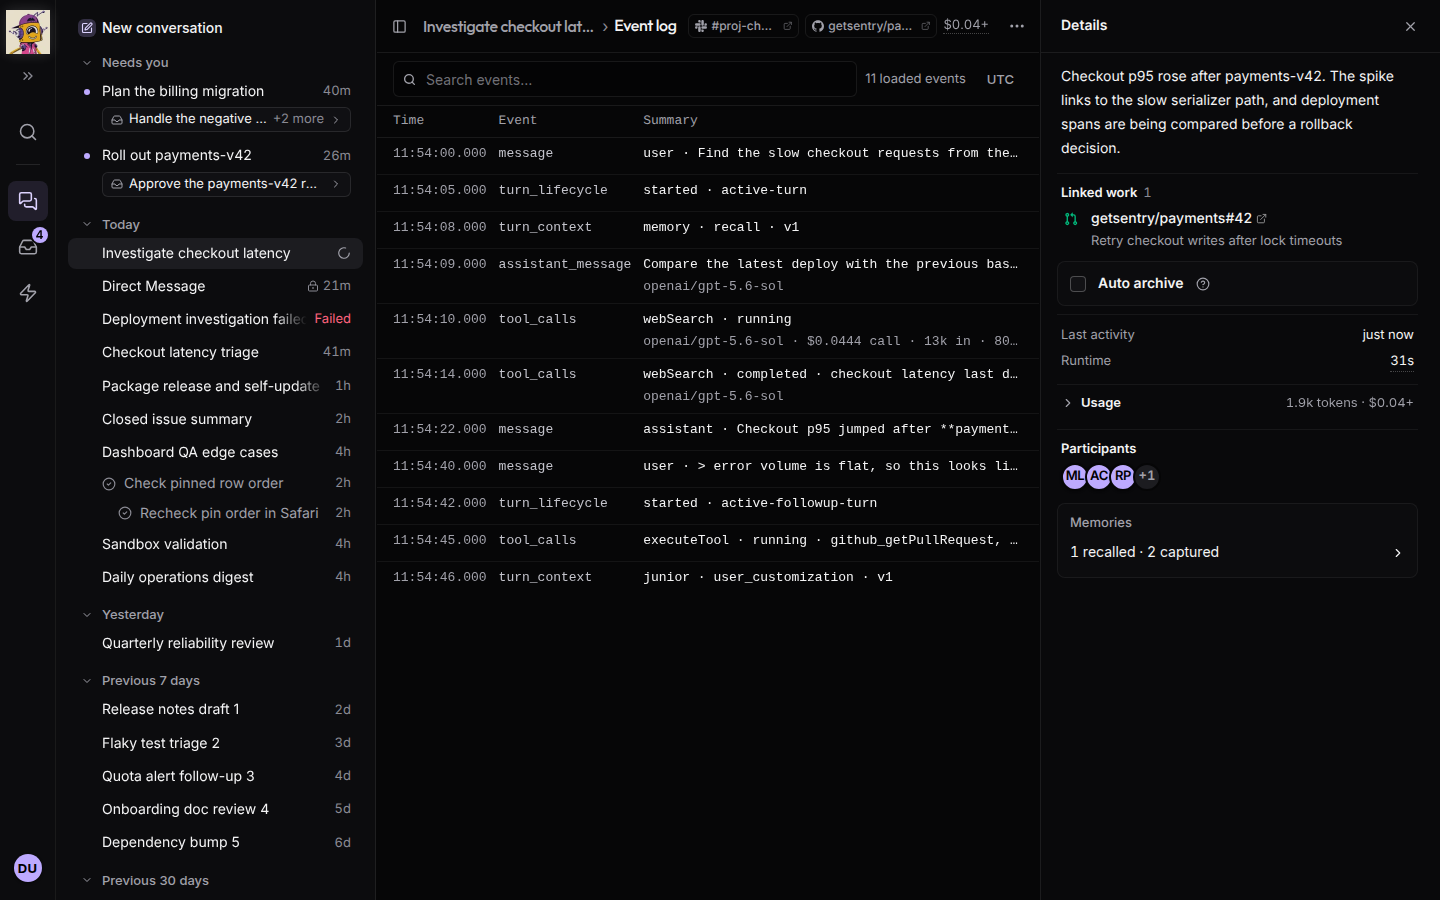 New conversation
Needs you
Plan the billing migration 40m
Handle the negative ... +2 more
Roll out payments-v42 26m
Approve the payments-v42 r...
Today
Investigate checkout latency
Direct Message 21m
Deployment investigation failed Failed
Checkout latency triage 41m
Package release and self-update 1h
Closed issue summary 2h
Dashboard QA edge cases 4h
Check pinned row order 2h
Recheck pin order in Safari 2h
Sandbox validation 4h
Daily operations digest 4h
Yesterday
Quarterly reliability review 1d
Previous 7 days
Release notes draft 1 2d
Flaky test triage 2 3d
Quota alert follow-up 3 4d
Onboarding doc review 4 5d
Dependency bump 5 6d
Previous 30 days
4
DU
Investigate checkout lat... › Event log #proj-ch... getsentry/pa... $0.04+
Search events... 11 loaded events UTC
Time Event Summary
11:54:00.000 message user · Find the slow checkout requests from the…
11:54:05.000 turn_lifecycle started · active-turn
11:54:08.000 turn_context memory · recall · v1
11:54:09.000 assistant_message Compare the latest deploy with the previous bas…
openai/gpt-5.6-sol
11:54:10.000 tool_calls webSearch · running
openai/gpt-5.6-sol · $0.0444 call · 13k in · 80…
11:54:14.000 tool_calls webSearch · completed · checkout latency last d…
openai/gpt-5.6-sol
11:54:22.000 message assistant · Checkout p95 jumped after **payment…
11:54:40.000 message user · > error volume is flat, so this looks li…
11:54:42.000 turn_lifecycle started · active-followup-turn
11:54:45.000 tool_calls executeTool · running · github_getPullRequest, …
11:54:46.000 turn_context junior · user_customization · v1
Details
Checkout p95 rose after payments-v42. The spike
links to the slow serializer path, and deployment
spans are being compared before a rollback
decision.
Linked work 1
getsentry/payments#42
Retry checkout writes after lock timeouts
Auto archive
Last activity just now
Runtime 31s
Usage 1.9k tokens · $0.04+
Participants
ML AC RP +1
Memories
1 recalled · 2 captured